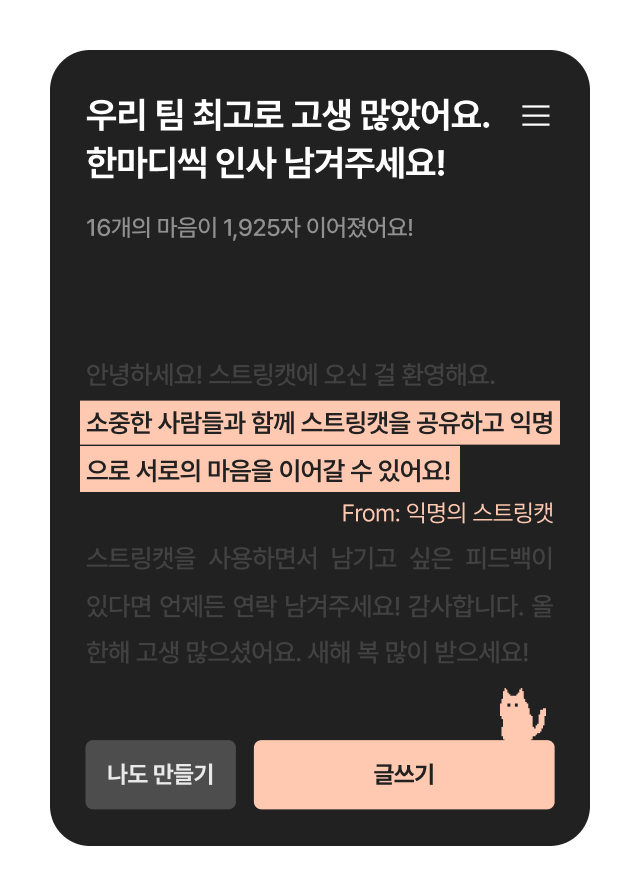 우리 팀 최고로 고생 많았어요.
한마디씩 인사 남겨주세요!
16개의 마음이 1,925자 이어졌어요!
안녕하세요! 스트링캣에 오신 걸 환영해요.
소중한 사람들과 함께 스트링캣을 공유하고 익명
으로 서로의 마음을 이어갈 수 있어요!
From: 익명의 스트링캣
스트링캣을 사용하면서 남기고 싶은 피드백이
있다면 언제든 연락 남겨주세요! 감사합니다. 올
한해 고생 많으셨어요. 새해 복 많이 받으세요!
나도 만들기
글쓰기